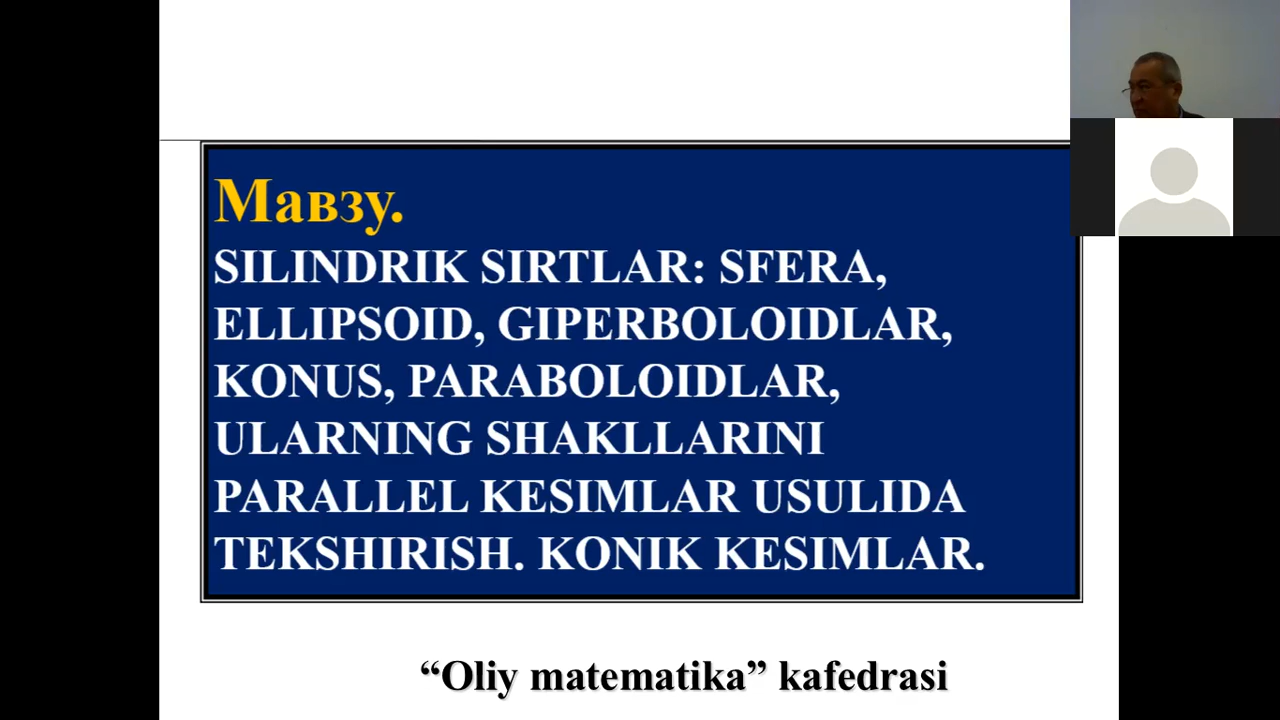 Мавзу.
SILINDRIK SIRTLAR: SFERA,
ELLIPSOID, GIPERBOLOIDLAR,
KONUS, PARABOLOIDLAR,
ULARNING SHAKLLARINI
PARALLEL KESIMLAR USULIDA
TEKSHIRISH. KONIK KESIMLAR.
“Oliy matematika” kafedrasi